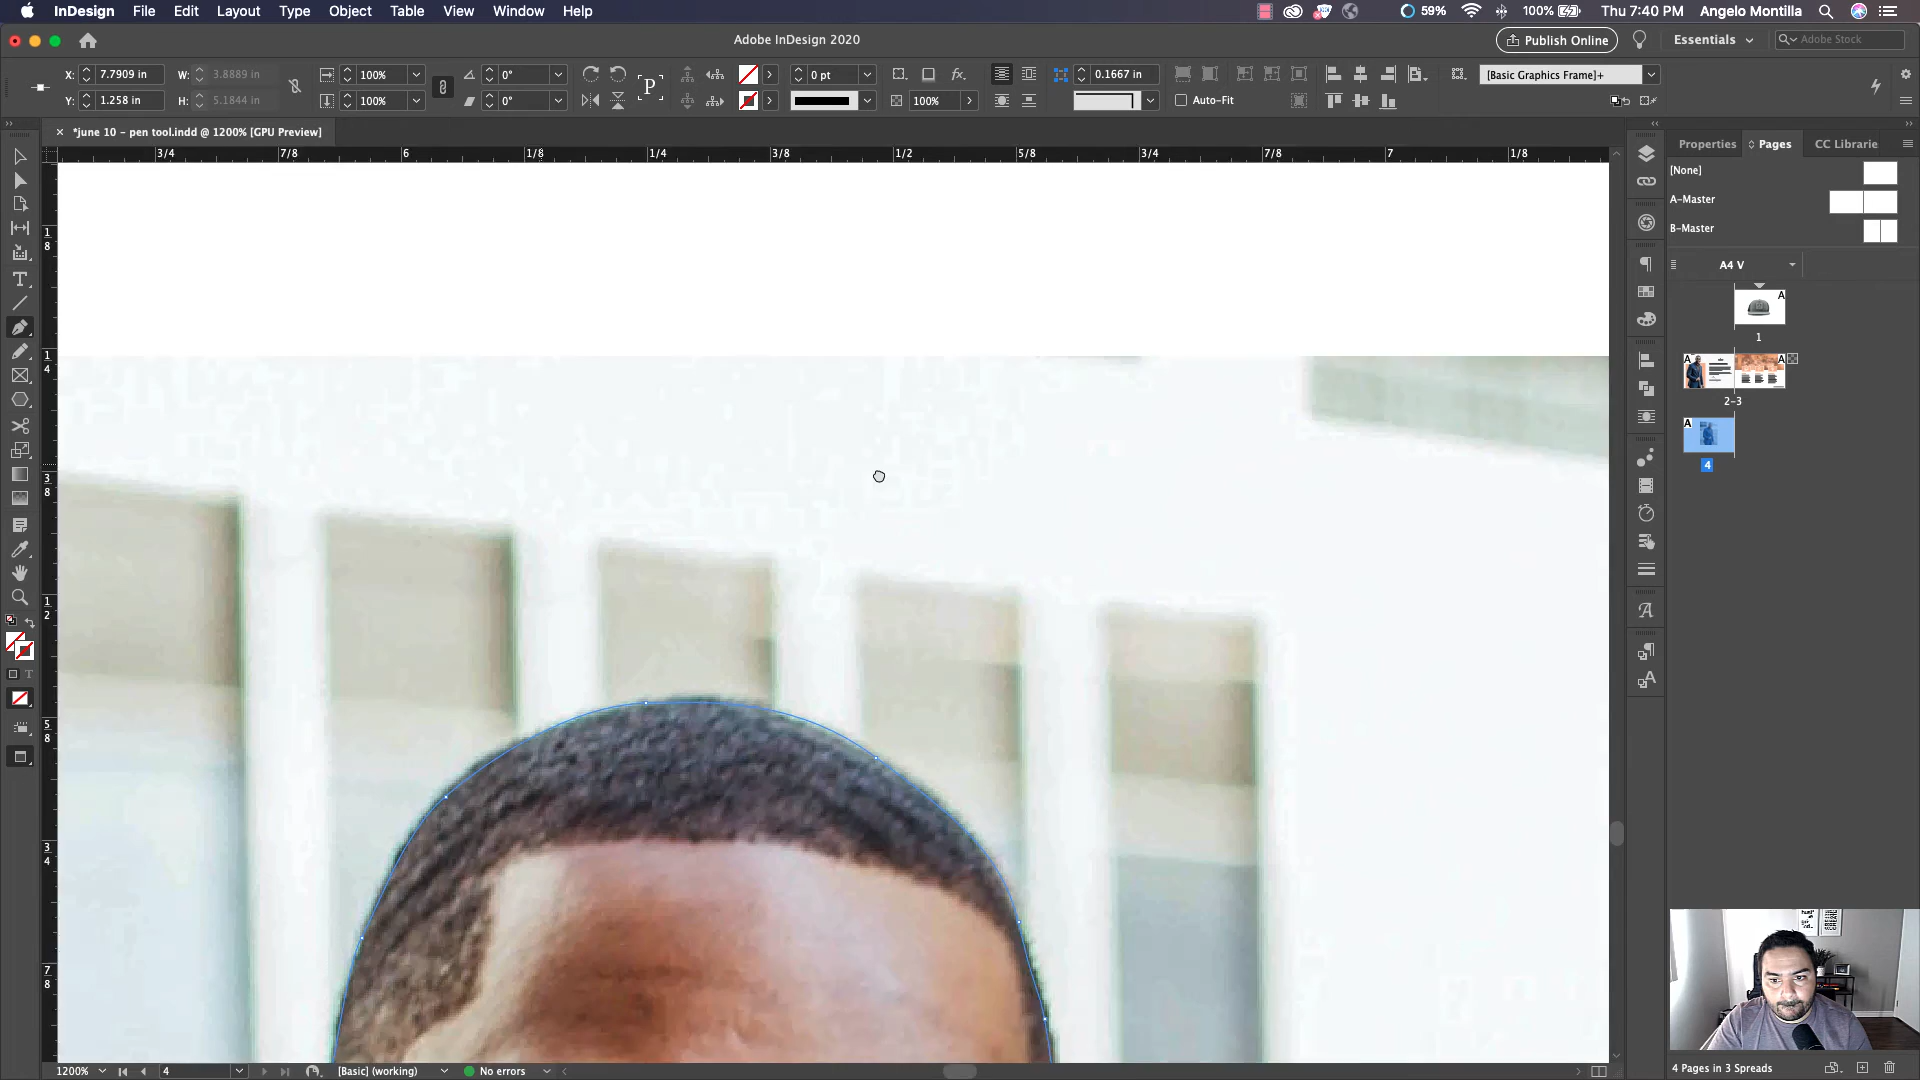 InDesign File Edit Layout Type Object Table View Window Help 59% 100% Thu 7:40 PM Angelo Montilla
Adobe InDesign 2020 Publish Online Essentials Adobe Stock
X: 7.7909 in W: 3.8889 in 100% 0° P 0 pt fx. 0.1667 in [Basic Graphics Frame]+
Y: 1.258 in H: 5.1844 in 100% 0° 100% Auto-Fit
*june 10 - pen tool.indd @ 1200% [GPU Preview]
Properties Pages CC Librarie
3/4 7/8 6 1/8 1/4 3/8 1/2 5/8 3/4 7/8 7 1/8
[None]
A-Master
B-Master
A4 V
A
1
A A
2-3
A
4
1
8
1
4
3
8
1
2
5
8
3
4
7
8
1200% 4 [Basic] (working) No errors
4 Pages in 3 Spreads